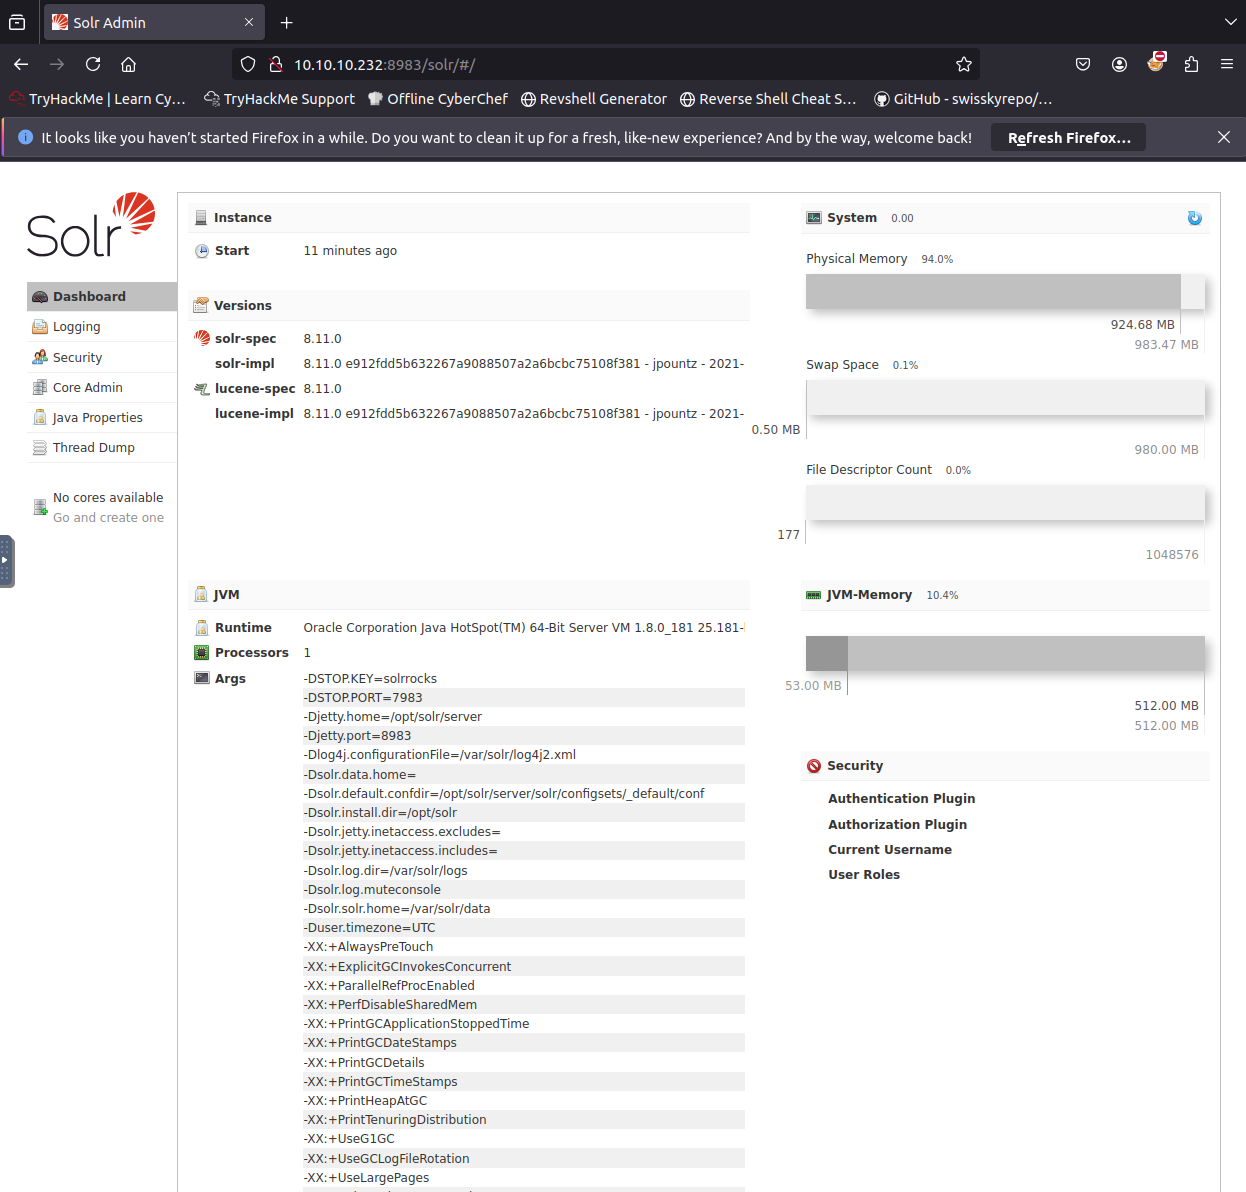 Solr Admin
10.10.10.232:8983/solr/#/
TryHackMe | Learn Cy...
TryHackMe Support
Offline CyberChef
Revshell Generator
Reverse Shell Cheat S...
GitHub - swisskyrepo/...
It looks like you haven't started Firefox in a while. Do you want to clean it up for a fresh, like-new experience? And by the way, welcome back!
Refresh Firefox...
Solr
Dashboard
Logging
Security
Core Admin
Java Properties
Thread Dump
No cores available
Go and create one
Instance
Start 11 minutes ago
Versions
solr-spec 8.11.0
solr-impl 8.11.0 e912fdd5b632267a9088507a2a6bcbc75108f381 - jpountz - 2021-
lucene-spec 8.11.0
lucene-impl 8.11.0 e912fdd5b632267a9088507a2a6bcbc75108f381 - jpountz - 2021-
JVM
Runtime Oracle Corporation Java HotSpot(TM) 64-Bit Server VM 1.8.0_181 25.181-
Processors 1
Args -DSTOP.KEY=solrrocks
-DSTOP.PORT=7983
-Djetty.home=/opt/solr/server
-Djetty.port=8983
-Dlog4j.configurationFile=/var/solr/log4j2.xml
-Dsolr.data.home=
-Dsolr.default.confdir=/opt/solr/server/solr/configsets/_default/conf
-Dsolr.install.dir=/opt/solr
-Dsolr.jetty.inetaccess.excludes=
-Dsolr.jetty.inetaccess.includes=
-Dsolr.log.dir=/var/solr/logs
-Dsolr.log.muteconsole
-Dsolr.solr.home=/var/solr/data
-Duser.timezone=UTC
-XX:+AlwaysPreTouch
-XX:+ExplicitGCInvokesConcurrent
-XX:+ParallelRefProcEnabled
-XX:+PerfDisableSharedMem
-XX:+PrintGCApplicationStoppedTime
-XX:+PrintGCDateStamps
-XX:+PrintGCDetails
-XX:+PrintGCTimeStamps
-XX:+PrintHeapAtGC
-XX:+PrintTenuringDistribution
-XX:+UseG1GC
-XX:+UseGCLogFileRotation
-XX:+UseLargePages
System 0.00
Physical Memory 94.0%
924.68 MB
983.47 MB
Swap Space 0.1%
0.50 MB
980.00 MB
File Descriptor Count 0.0%
177
1048576
JVM-Memory 10.4%
53.00 MB
512.00 MB
512.00 MB
Security
Authentication Plugin
Authorization Plugin
Current Username
User Roles